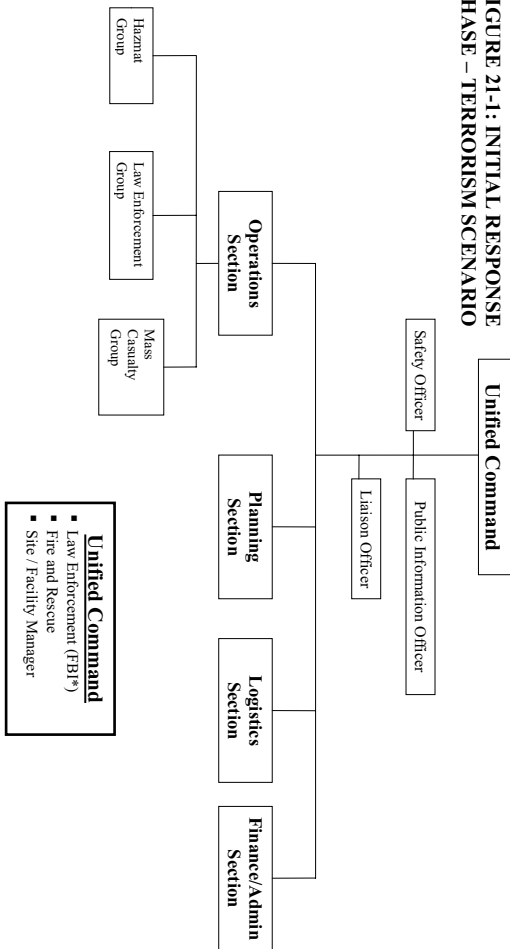 IGURE 21-1: INITIAL RESPONSE
HASE – TERRORISM SCENARIO
Unified Command
Safety Officer
Public Information Officer
Liaison Officer
Operations
Section
Planning
Section
Logistics
Section
Finance/Admin
Section
Hazmat
Group
Law Enforcement
Group
Mass
Casualty
Group
Unified Command
▪ Law Enforcement (FBI*)
▪ Fire and Rescue
▪ Site / Facility Manager